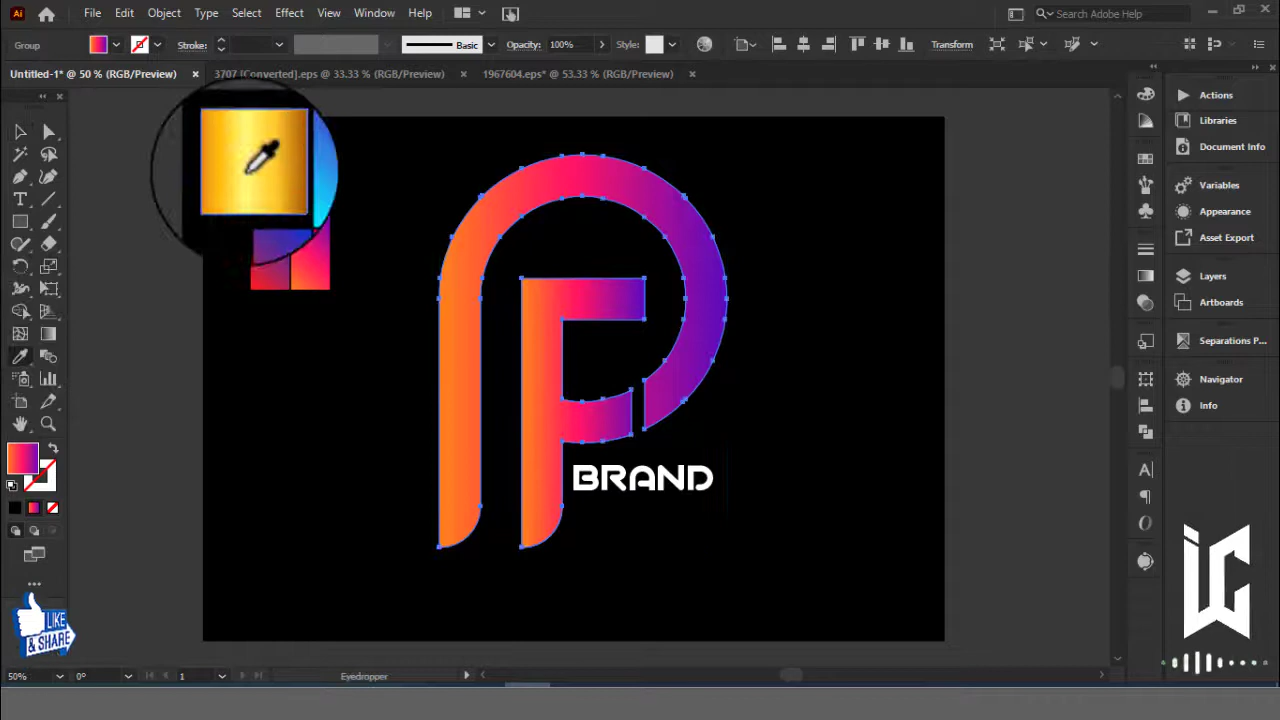 Ai File Edit Object Type Select Effect View Window Help Search Adobe Help
Group Stroke: Basic Opacity: 100% Style: Transform
Untitled-1* @ 50 % (RGB/Preview) × 3707 [Converted].eps @ 33.33 % (RGB/Preview) × 1967604.eps* @ 53.33 % (RGB/Preview) ×
Actions
Libraries
Document Info
Variables
Appearance
Asset Export
Layers
Artboards
Separations P...
Navigator
Info
BRAND
LIKE
& SHARE
50% 0° 1 Eyedropper